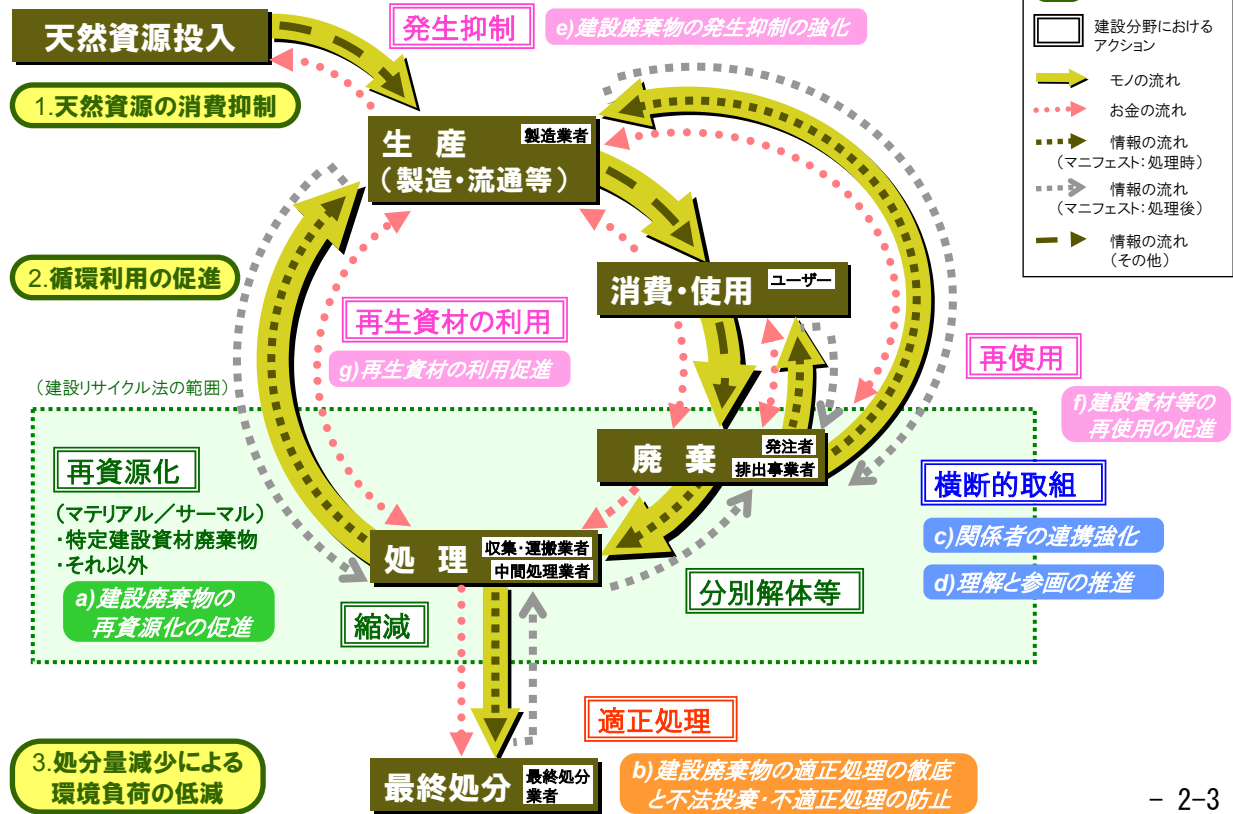 天然資源投入
発生抑制
e)建設廃棄物の発生抑制の強化
建設分野における
アクション
モノの流れ
お金の流れ
情報の流れ
(マニフェスト:処理時)
情報の流れ
(マニフェスト:処理後)
情報の流れ
(その他)
1.天然資源の消費抑制
生 産
製造業者
(製造・流通等)
2.循環利用の促進
消費・使用
ユーザー
再生資材の利用
g)再生資材の利用促進
再使用
f)建設資材等の
再使用の促進
(建設リサイクル法の範囲)
廃 棄
発注者
排出事業者
再資源化
(マテリアル/サーマル)
・特定建設資材廃棄物
・それ以外
a)建設廃棄物の
再資源化の促進
横断的取組
c)関係者の連携強化
d)理解と参画の推進
処 理
収集・運搬業者
中間処理業者
分別解体等
縮減
適正処理
3.処分量減少による
環境負荷の低減
最終処分
最終処分
業者
b)建設廃棄物の適正処理の徹底
と不法投棄・不適正処理の防止
- 2-3